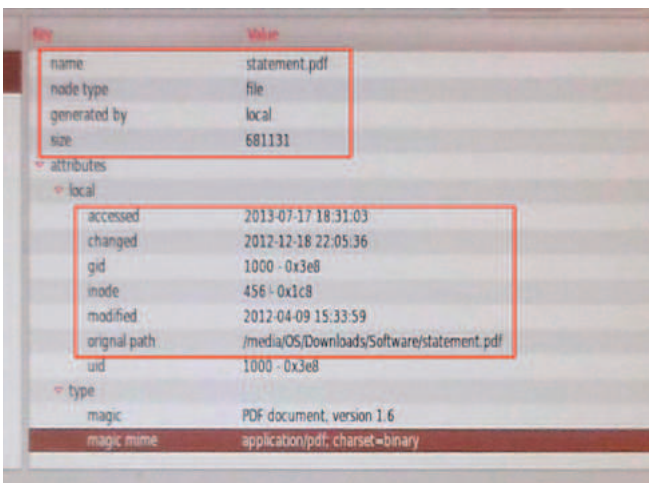 Key Value
name statement.pdf
node type file
generated by local
size 681131
attributes
local
accessed 2013-07-17 18:31:03
changed 2012-12-18 22:05:36
gid 1000 - 0x3e8
inode 456 - 0x1c8
modified 2012-04-09 15:33:59
orignal path /media/OS/Downloads/Software/statement.pdf
uid 1000 - 0x3e8
type
magic PDF document, version 1.6
magic mime application/pdf; charset=binary